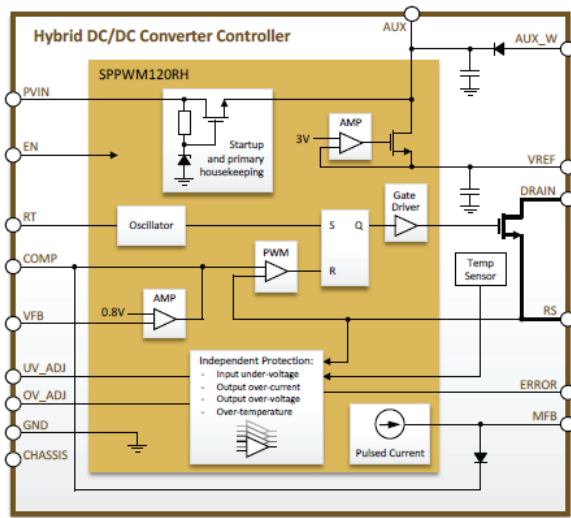 AUX
Hybrid DC/DC Converter Controller
AUX_W
SPPWM120RH
PVIN
AMP
3V
Startup
and primary
housekeeping
EN
VREF
DRAIN
Gate
Driver
RT
Oscillator
S Q
COMP
PWM
R
Temp
Sensor
AMP
0.8V
VFB
RS
Independent Protection:
- Input under-voltage
- Output over-current
- Output over-voltage
- Over-temperature
UV_ADJ
OV_ADJ
ERROR
GND
MFB
CHASSIS
Pulsed Current